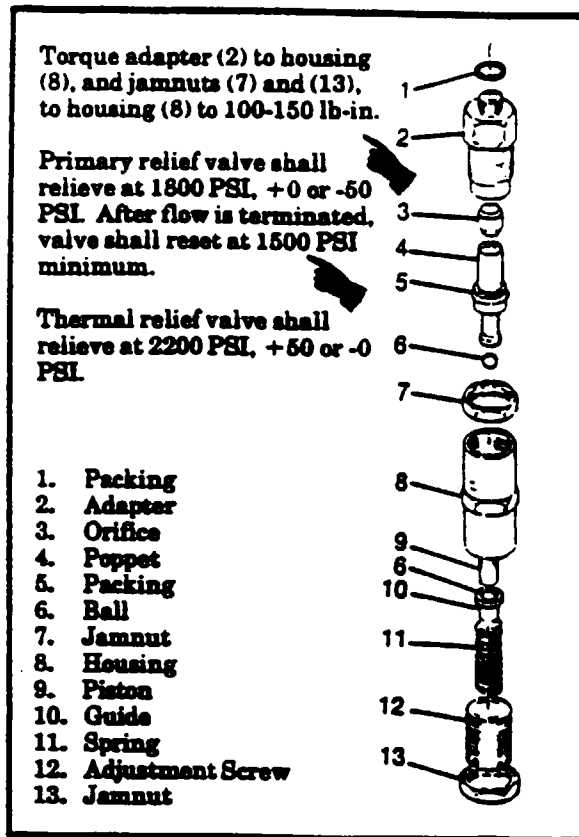 Torque adapter (2) to housing
(8), and jamnuts (7) and (13),
to housing (8) to 100-150 lb-in.
Primary relief valve shall
relieve at 1800 PSI, +0 or -50
PSI. After flow is terminated,
valve shall reset at 1500 PSI
minimum.
Thermal relief valve shall
relieve at 2200 PSI, +50 or -0
PSI.
1. Packing
2. Adapter
3. Orifice
4. Poppet
5. Packing
6. Ball
7. Jamnut
8. Housing
9. Piston
10. Guide
11. Spring
12. Adjustment Screw
13. Jamnut
1
2
3
4
5
6
7
8
9
6
10
11
12
13